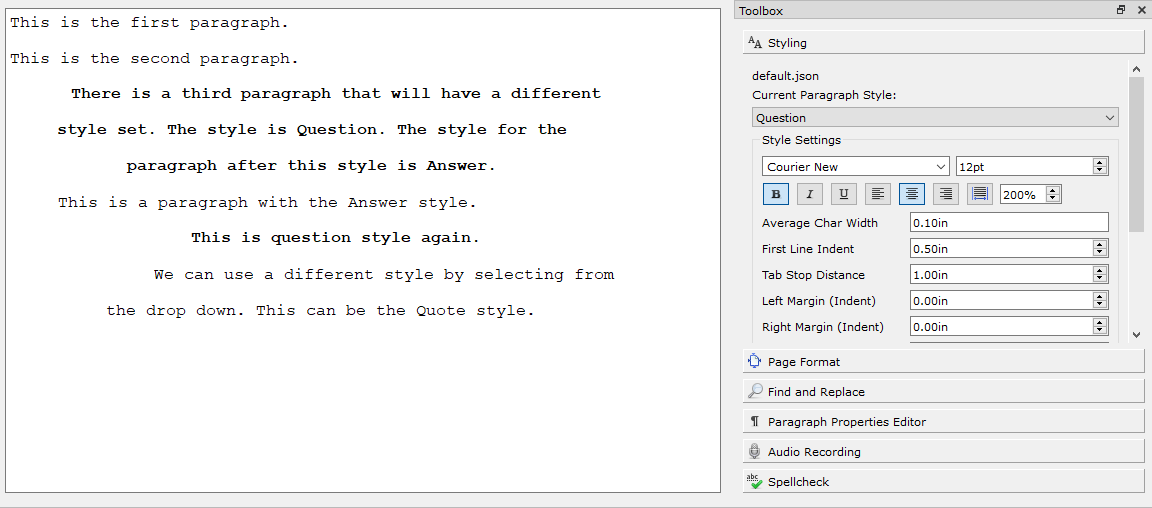 This is the first paragraph.
This is the second paragraph.
There is a third paragraph that will have a different
style set. The style is Question. The style for the
paragraph after this style is Answer.
This is a paragraph with the Answer style.
This is question style again.
We can use a different style by selecting from
the drop down. This can be the Quote style.
Toolbox
Styling
default.json
Current Paragraph Style:
Question
Style Settings
Courier New 12pt
B I U 200%
Average Char Width 0.10in
First Line Indent 0.50in
Tab Stop Distance 1.00in
Left Margin (Indent) 0.00in
Right Margin (Indent) 0.00in
Page Format
Find and Replace
¶ Paragraph Properties Editor
Audio Recording
abc Spellcheck